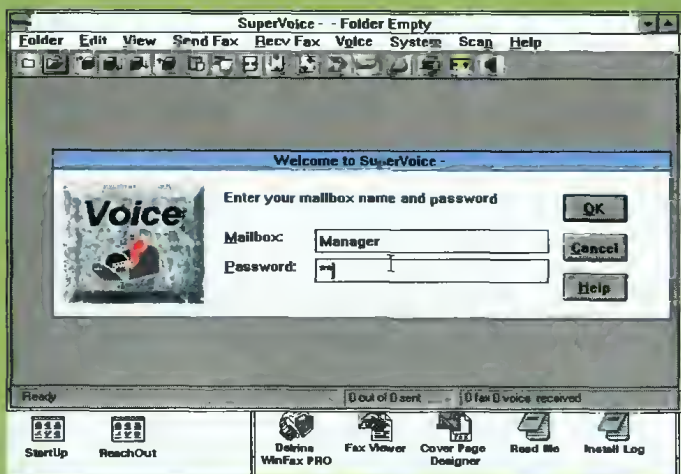 SuperVoice - - Folder Empty
Folder Edit View Send Fax Recv Fax Voice System Scan Help
Welcome to SuperVoice -
Voice
Enter your mailbox name and password
OK
Mailbox: Manager
Cancel
Password: **
Help
Ready 0 out of 0 sent 0 fax 0 voice received
StartUp ReachOut Delrina WinFax PRO Fax Viewer Cover Page Designer Read Me Install Log